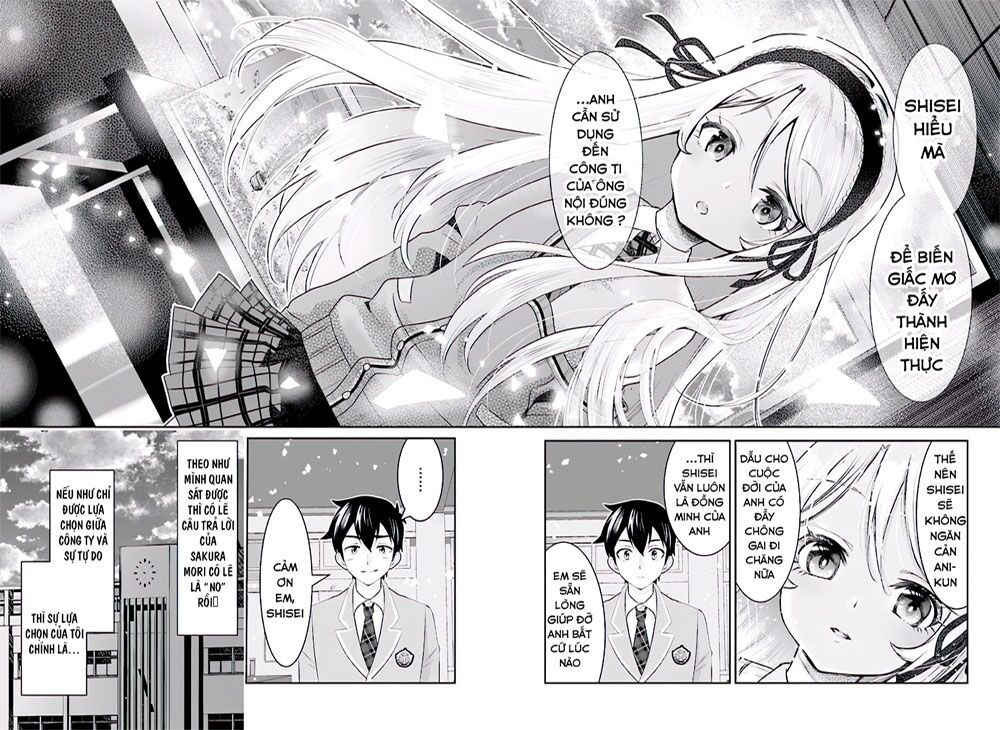 SHISEI
HIỂU
MÀ
ĐỂ BIẾN
GIẤC MƠ
ĐẤY
THÀNH
HIỆN
THỰC
...ANH
CẦN SỬ
DỤNG
ĐẾN
CÔNG TI
CỦA ÔNG
NỘI ĐÚNG
KHÔNG ?
THẾ
NÊN SHISEI
SẼ
KHÔNG
NGĂN
CẢN
ANI-
KUN
DẪU CHO
CUỘC
ĐỜI CỦA
ANH CÓ
ĐẦY
CHÔNG
GAI ĐI
CHĂNG
NỮA
...THÌ
SHISEI
VẪN LUÔN
LÀ ĐỒNG
MINH CỦA
ANH
EM SẼ
SẴN
LÓNG
GIÚP ĐỠ
ANH BẤT
CỨ LÚC
NÀO
........
CẢM
ƠN
EM,
SHISEI
THEO NHƯ
MÌNH QUAN
SÁT ĐƯỢC
THÌ CÓ LẼ
CÂU TRẢ LỜI
CỦA
SAKURA
MORI CÓ LẼ
LÀ “NO”
RỒI▯
NẾU NHƯ CHỈ
ĐƯỢC LỰA
CHỌN GIỮA
CÔNG TY VÀ
SỰ TỰ DO
THÌ SỰ LỰA
CHỌN CỦA TÔI
CHÍNH LÀ...